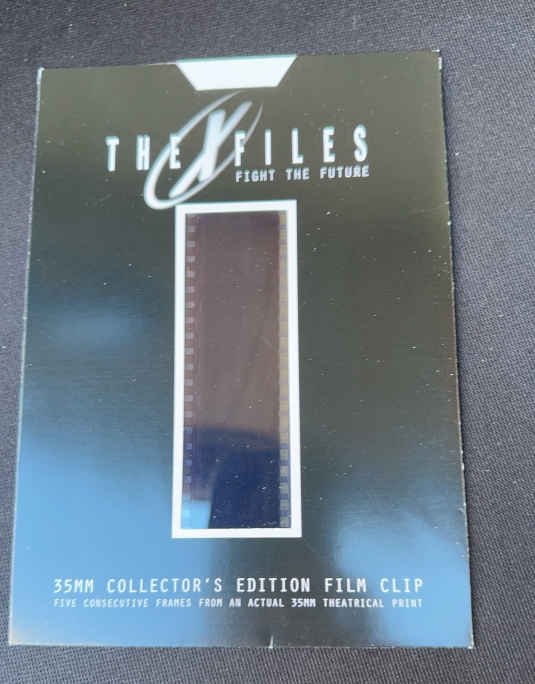 THE X FILES
FIGHT THE FUTURE
35MM COLLECTOR'S EDITION FILM CLIP
FIVE CONSECUTIVE FRAMES FROM AN ACTUAL 35MM THEATRICAL PRINT